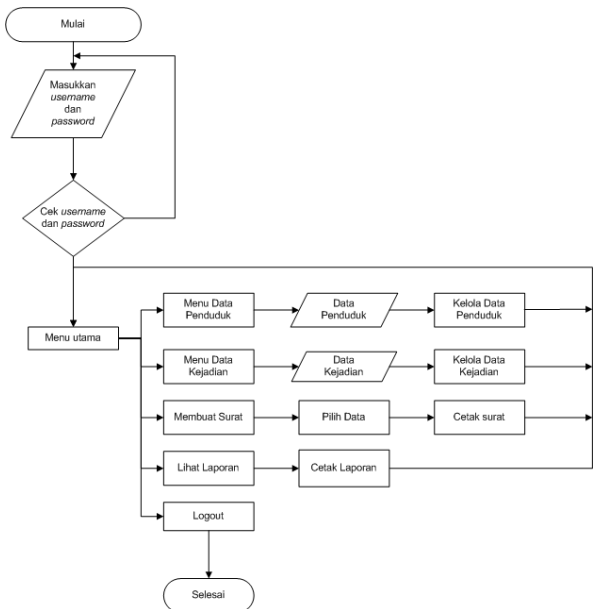 Mulai
Masukkan
username
dan
password
Cek username
dan password
Menu utama
Menu Data
Penduduk
Data
Penduduk
Kelola Data
Penduduk
Menu Data
Kejadian
Data
Kejadian
Kelola Data
Kejadian
Membuat Surat
Pilih Data
Cetak surat
Lihat Laporan
Cetak Laporan
Logout
Selesai